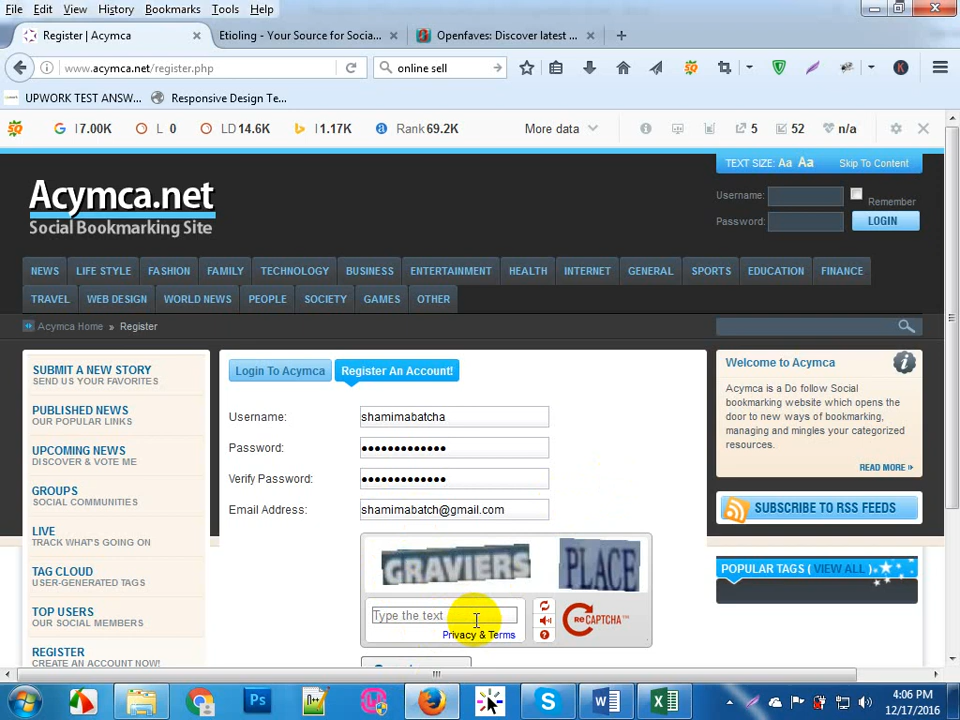 File Edit View History Bookmarks Tools Help
Register | Acymca
Etioling - Your Source for Socia...
Openfaves: Discover latest ...
www.acymca.net/register.php
online sell
UPWORK TEST ANSW...
Responsive Design Te...
I 7.00K
L 0
LD 14.6K
I 1.17K
Rank 69.2K
More data
5
52
n/a
TEXT SIZE: Aa Aa
Skip To Content
Acymca.net
Social Bookmarking Site
Username:
Remember
Password:
LOGIN
NEWS LIFE STYLE FASHION FAMILY TECHNOLOGY BUSINESS ENTERTAINMENT HEALTH INTERNET GENERAL SPORTS EDUCATION FINANCE
TRAVEL WEB DESIGN WORLD NEWS PEOPLE SOCIETY GAMES OTHER
Acymca Home » Register
SUBMIT A NEW STORY
SEND US YOUR FAVORITES
PUBLISHED NEWS
OUR POPULAR LINKS
UPCOMING NEWS
DISCOVER & VOTE ME
GROUPS
SOCIAL COMMUNITIES
LIVE
TRACK WHAT'S GOING ON
TAG CLOUD
USER-GENERATED TAGS
TOP USERS
OUR SOCIAL MEMBERS
REGISTER
CREATE AN ACCOUNT NOW!
Login To Acymca
Register An Account!
Username:
shamimabatcha
Password:
•••••••••••••
Verify Password:
•••••••••••••
Email Address:
shamimabatch@gmail.com
GRAVIERS PLACE
Type the text
Privacy & Terms
reCAPTCHA™
Welcome to Acymca
Acymca is a Do follow Social
bookmarking website which opens the
door to new ways of bookmarking,
managing and mingles your categorized
resources.
READ MORE
SUBSCRIBE TO RSS FEEDS
POPULAR TAGS ( VIEW ALL )
4:06 PM
12/17/2016